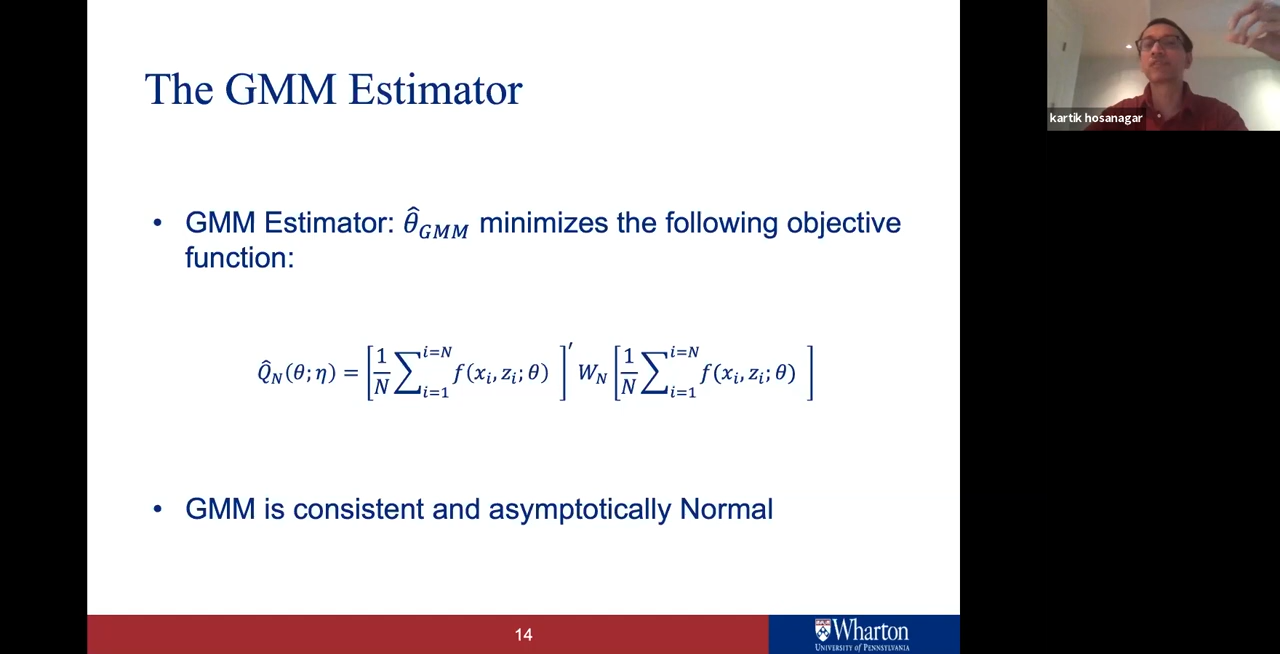 The GMM Estimator
kartik hosanagar
• GMM Estimator: θ̂_GMM minimizes the following objective
function:
Q̂_N(θ; η) = [1/N ∑_{i=1}^{i=N} f(x_i, z_i; θ)]′ W_N [1/N ∑_{i=1}^{i=N} f(x_i, z_i; θ)]
• GMM is consistent and asymptotically Normal
14
Wharton
UNIVERSITY of PENNSYLVANIA